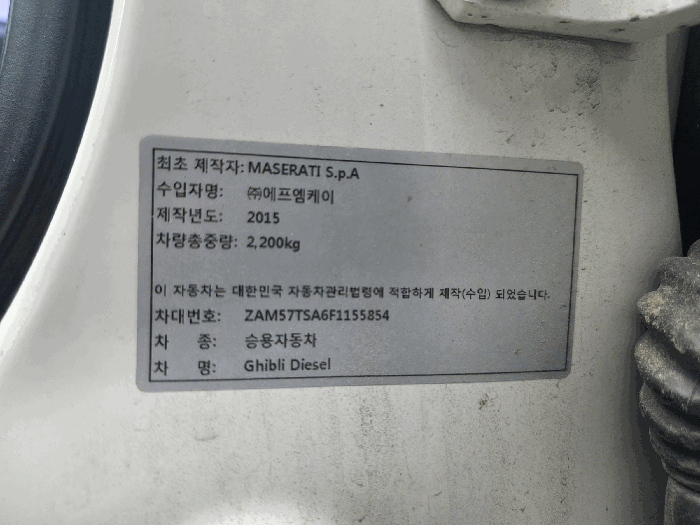 최초 제작자: MASERATI S.p.A
수입자명: ㈜에프엠케이
제작년도: 2015
차량총중량: 2,200kg
이 자동차는 대한민국 자동차관리법령에 적합하게 제작(수입) 되었습니다.
차대번호: ZAM57TSA6F1155854
차 종: 승용자동차
차 명: Ghibli Diesel